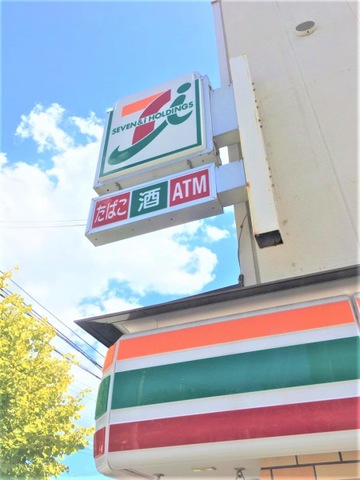 SEVEN&i HOLDINGS
たばこ 酒 ATM